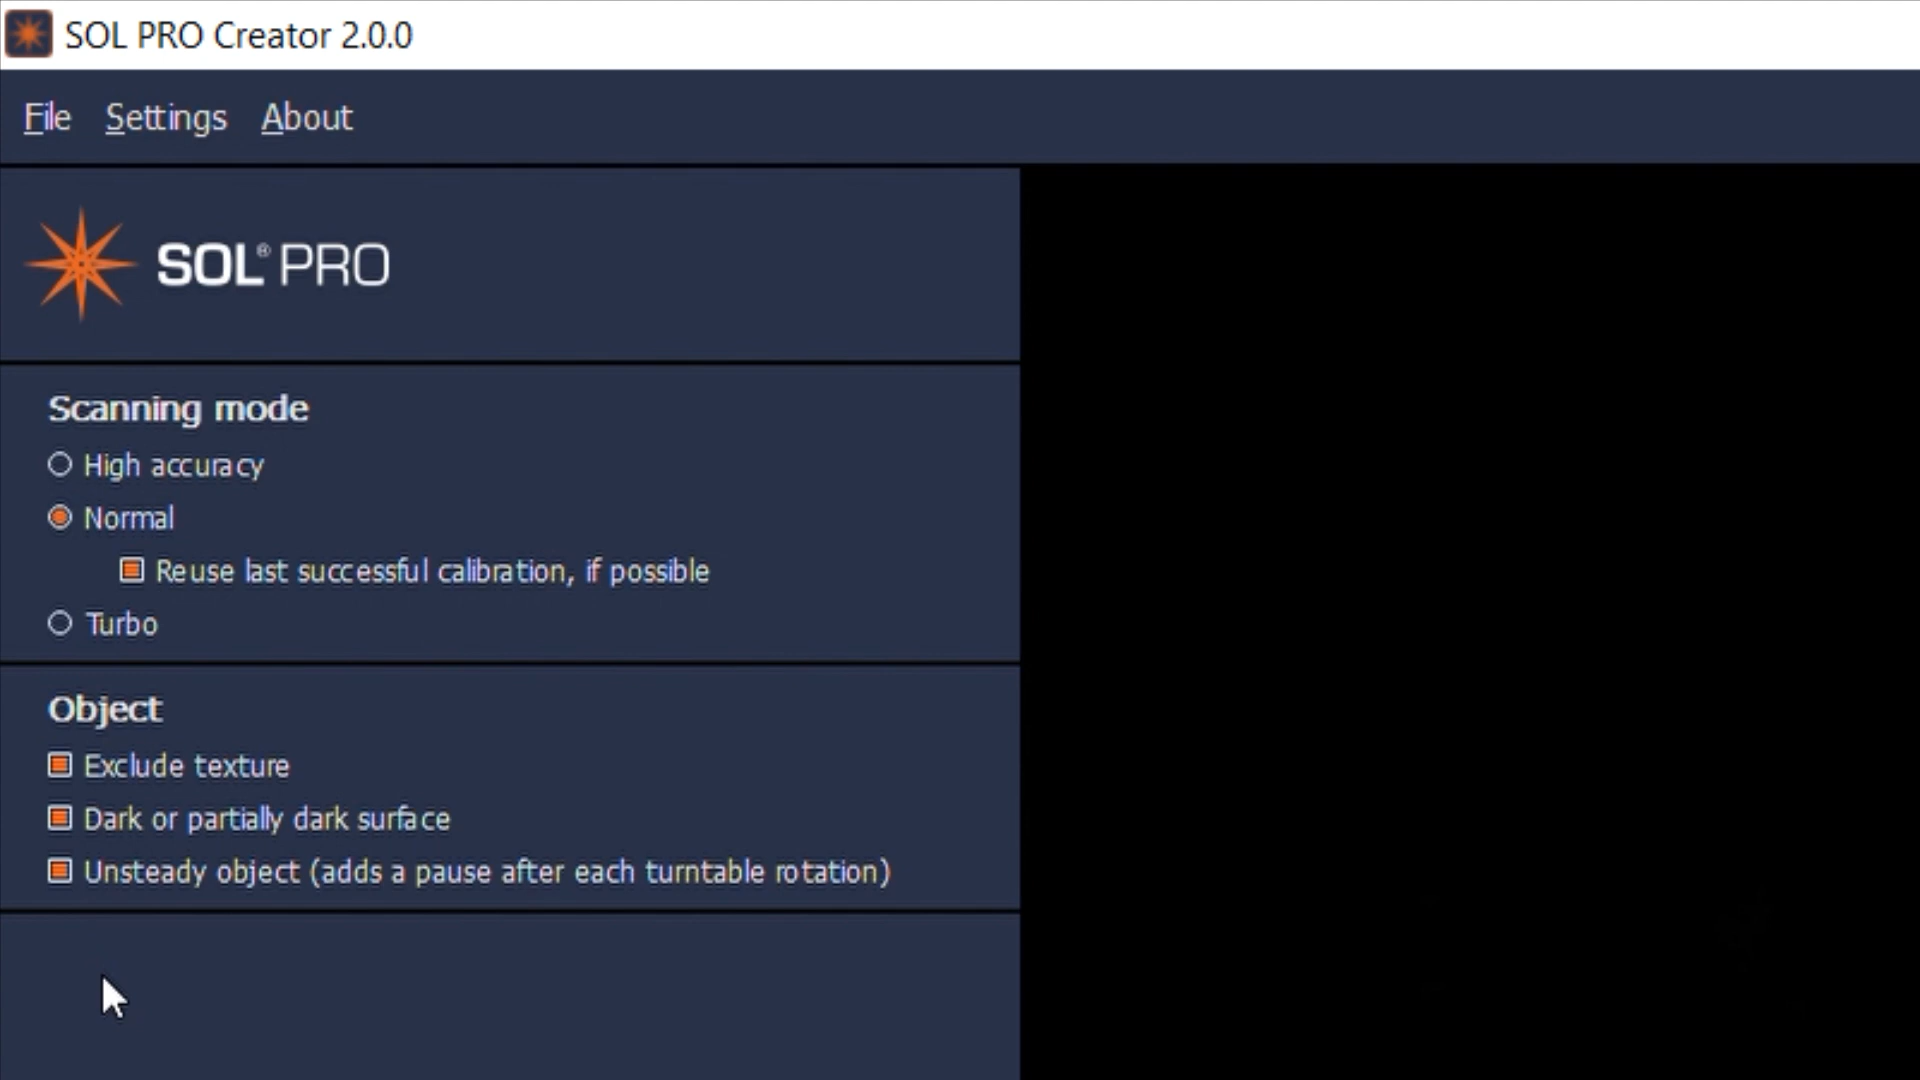 SOL PRO Creator 2.0.0
File Settings About
SOL® PRO
Scanning mode
High accuracy
Normal
Reuse last successful calibration, if possible
Turbo
Object
Exclude texture
Dark or partially dark surface
Unsteady object (adds a pause after each turntable rotation)